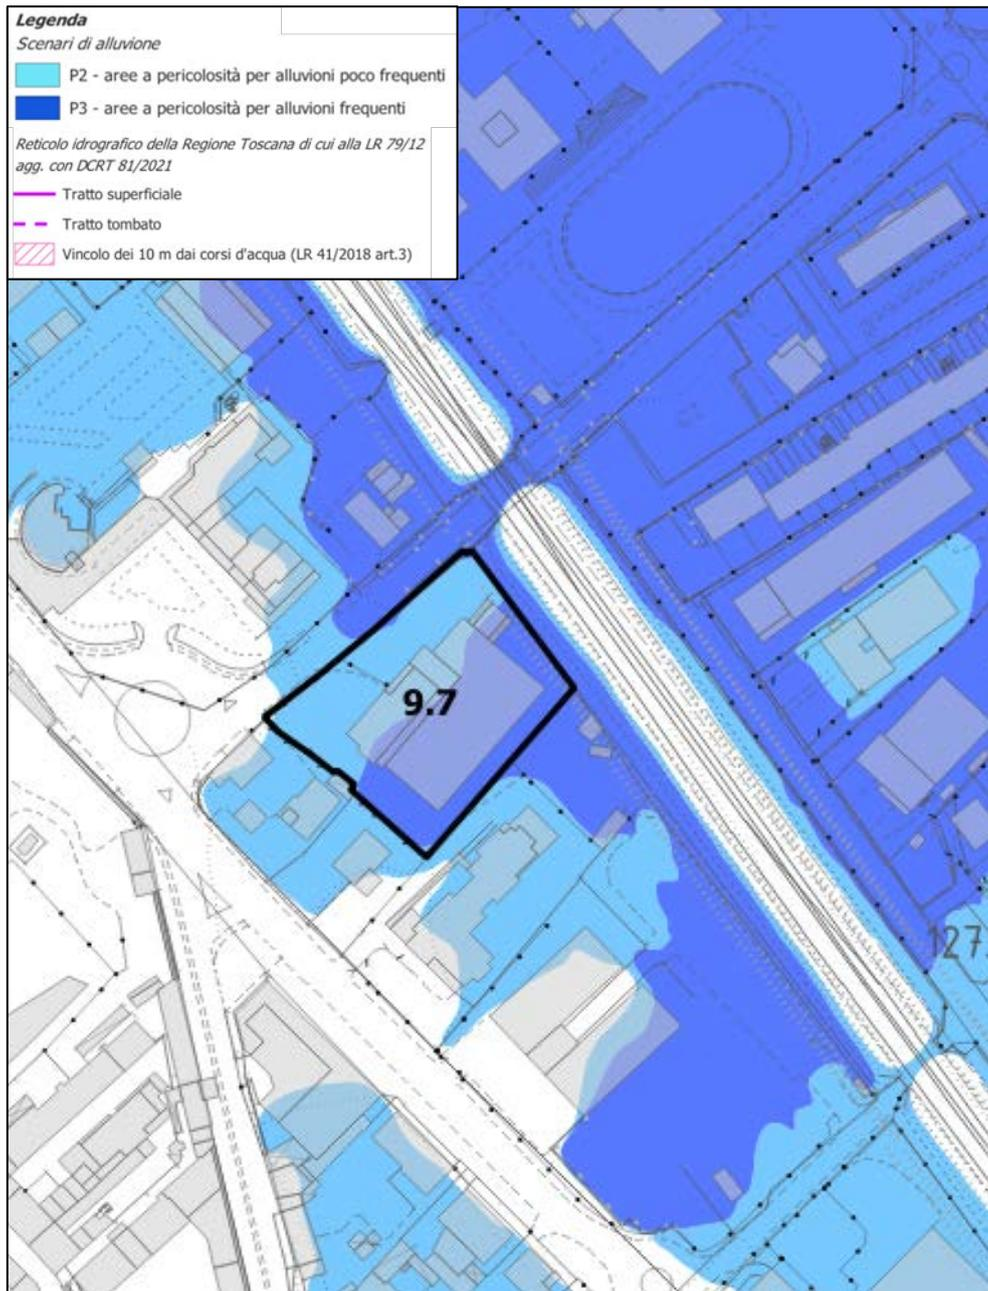 Legenda
Scenari di alluvione
P2 - aree a pericolosità per alluvioni poco frequenti
P3 - aree a pericolosità per alluvioni frequenti
Reticolo idrografico della Regione Toscana di cui alla LR 79/12
agg. con DCRT 81/2021
Tratto superficiale
Tratto tombato
Vincolo dei 10 m dai corsi d'acqua (LR 41/2018 art.3)
9.7
127